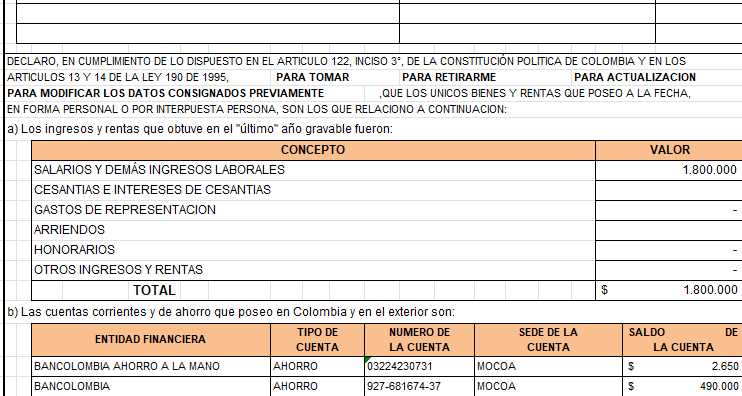 DECLARO, EN CUMPLIMIENTO DE LO DISPUESTO EN EL ARTICULO 122, INCISO 3°, DE LA CONSTITUCIÓN POLITICA DE COLOMBIA Y EN LOS
ARTICULOS 13 Y 14 DE LA LEY 190 DE 1995, PARA TOMAR PARA RETIRARME PARA ACTUALIZACION
PARA MODIFICAR LOS DATOS CONSIGNADOS PREVIAMENTE ,QUE LOS UNICOS BIENES Y RENTAS QUE POSEO A LA FECHA,
EN FORMA PERSONAL O POR INTERPUESTA PERSONA, SON LOS QUE RELACIONO A CONTINUACION:
a) Los ingresos y rentas que obtuve en el "último" año gravable fueron:
CONCEPTO VALOR
SALARIOS Y DEMÁS INGRESOS LABORALES 1.800.000
CESANTIAS E INTERESES DE CESANTIAS
GASTOS DE REPRESENTACION -
ARRIENDOS
HONORARIOS -
OTROS INGRESOS Y RENTAS -
TOTAL $ 1.800.000
b) Las cuentas corrientes y de ahorro que poseo en Colombia y en el exterior son:
ENTIDAD FINANCIERA TIPO DE CUENTA NUMERO DE LA CUENTA SEDE DE LA CUENTA SALDO DE LA CUENTA
BANCOLOMBIA AHORRO A LA MANO AHORRO 03224230731 MOCOA $ 2.650
BANCOLOMBIA AHORRO 927-681674-37 MOCOA $ 490.000